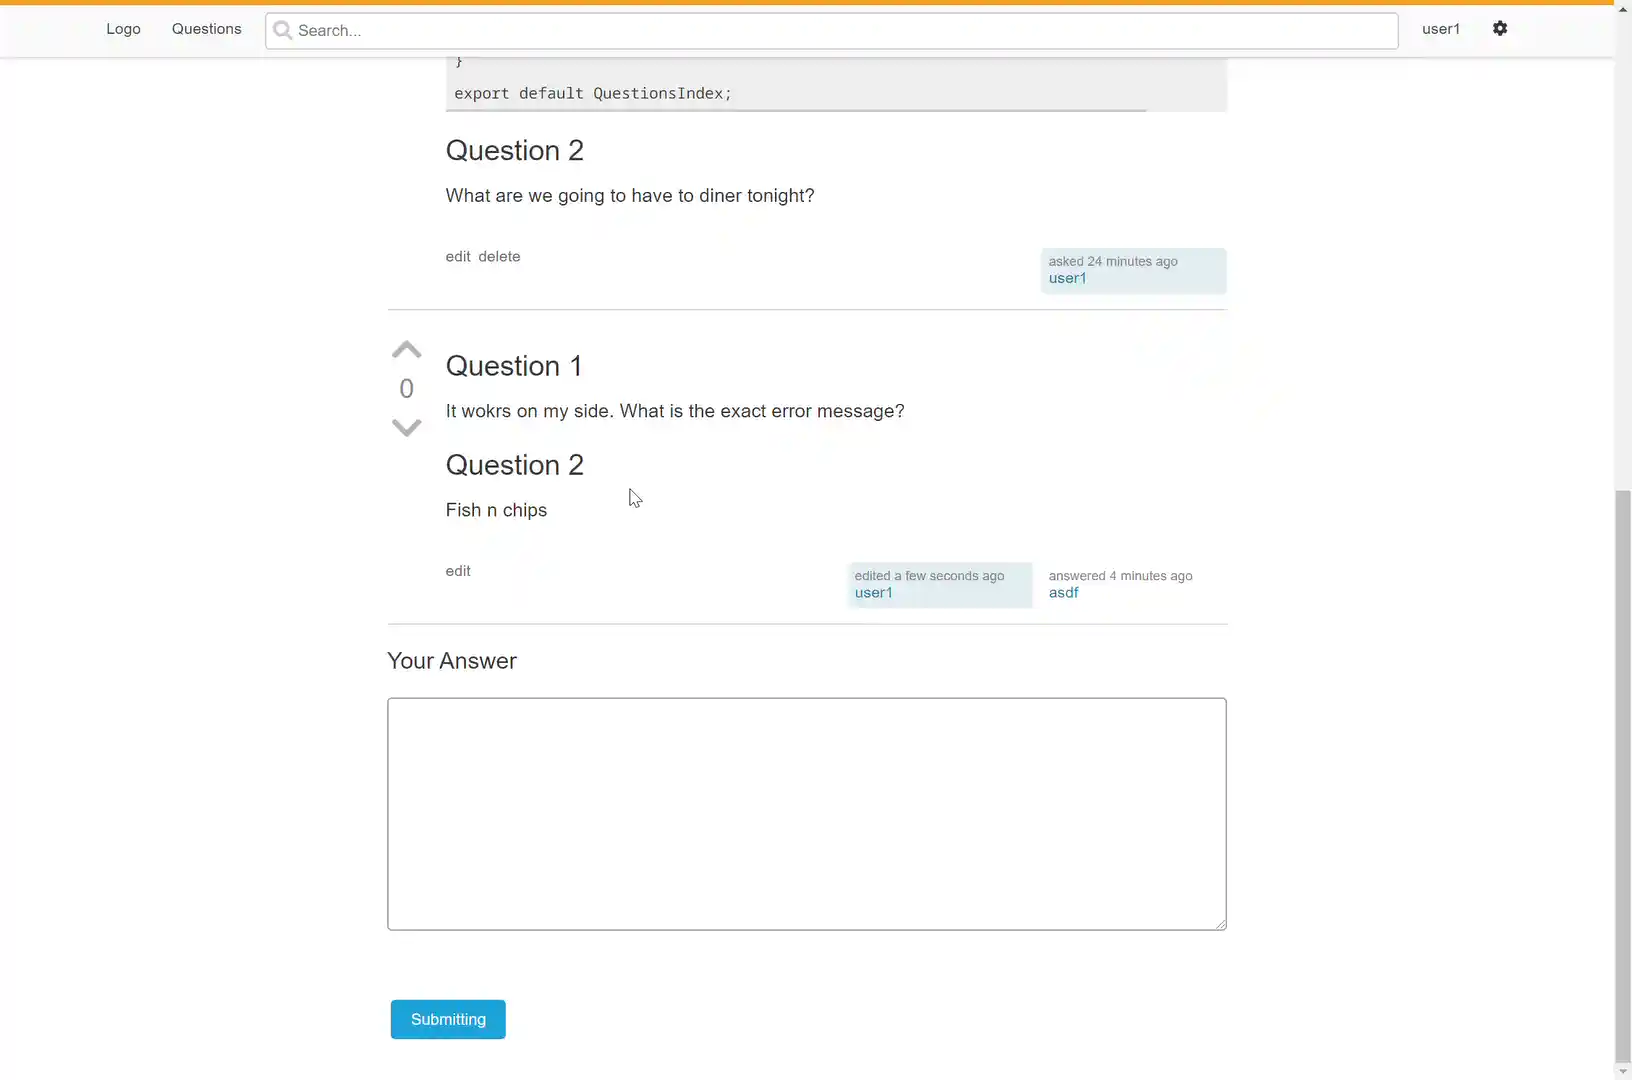 Logo
Questions
Search...
user1
}
export default QuestionsIndex;
Question 2
What are we going to have to diner tonight?
edit delete
asked 24 minutes ago
user1
0
Question 1
It wokrs on my side. What is the exact error message?
Question 2
Fish n chips
edit
edited a few seconds ago
user1
answered 4 minutes ago
asdf
Your Answer
Submitting